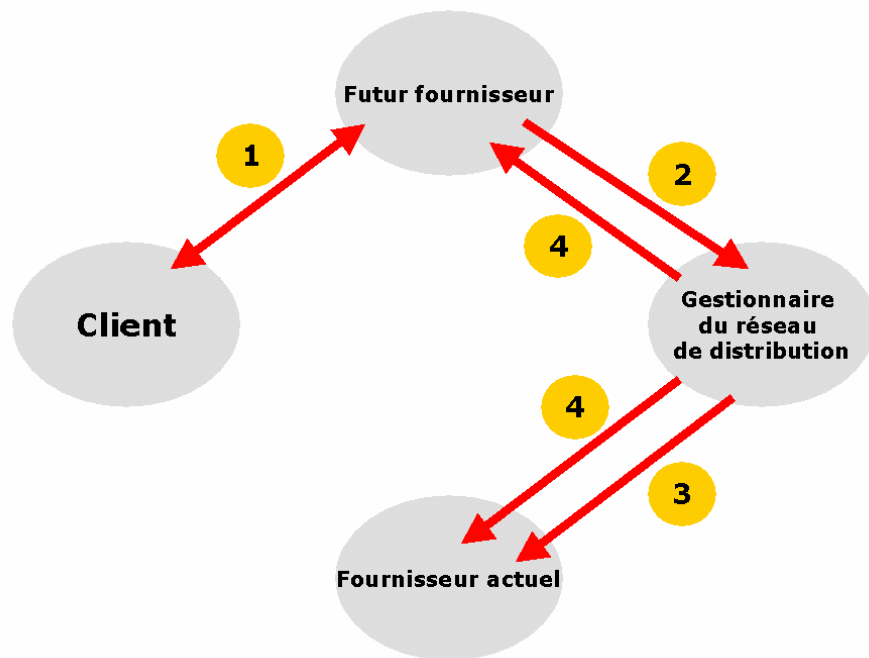 Futur fournisseur
1
2
4
Client
Gestionnaire
du réseau
de distribution
4
3
Fournisseur actuel